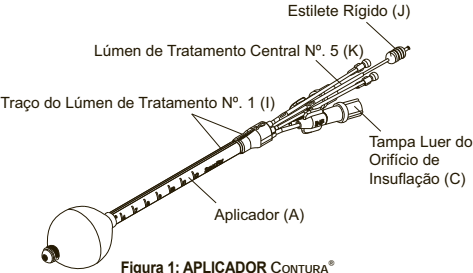 Estilete Rígido (J)
Lúmen de Tratamento Central Nº. 5 (K)
Traço do Lúmen de Tratamento Nº. 1 (I)
Tampa Luer do
Orifício de
Insuflação (C)
Aplicador (A)
Figura 1: APLICADOR CONTURA®